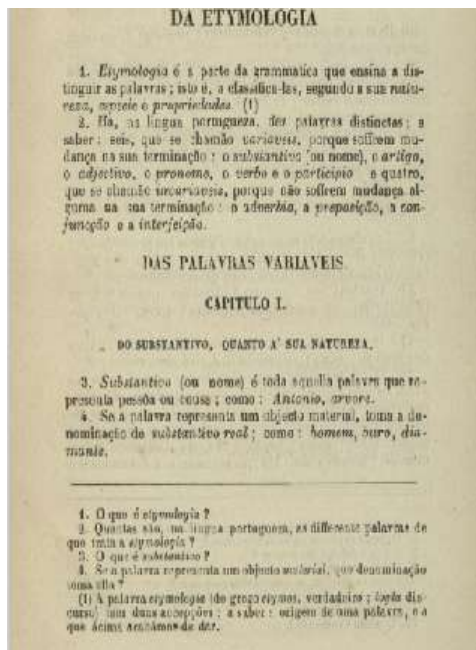 DA ETYMOLOGIA
1. Etymologia é a parte da grammatica que ensina a dis-
tinguir as palavras ; isto é, a classifica-las, segundo a sua natu-
reza, especie e propriedades. (1)
2. Ha, na lingua portugueza, dez palavras distinctas ; a
saber : seis, que se chamão variaveis, porque soffrem mu-
dança na sua terminação : o substantivo (ou nome), o artigo,
o adjectivo, o pronome, o verbo e o participio e quatro,
que se chamão invariaveis, porque não soffrem mudança al-
guma na sua terminação : o adverbio, a preposição, a con-
juncção e a interjeição.
DAS PALAVRAS VARIAVEIS
CAPITULO I.
DO SUBSTANTIVO, QUANTO A' SUA NATUREZA.
3. Substantivo (ou nome) é toda aquella palavra que re-
presenta pessôa ou cousa ; como : Antonio, arvore.
4. Se a palavra representa um objecto material, toma a de-
nominação de substantivo real ; como : homem, ouro, dia-
mante.
1. O que é etymologia ?
2. Quantas são, na lingua portugueza, as differente palavras de
que trata a etymologia ?
3. O que é substantivo ?
4. Se a palavra representa um objecto material, que denominação
toma ella ?
(1) A palavra etymologia (do grego etymos, verdadeiro ; logia dis-
curso) tem duas accepções ; a saber : origem de uma palavra, e a
que acima acabamos de dar.